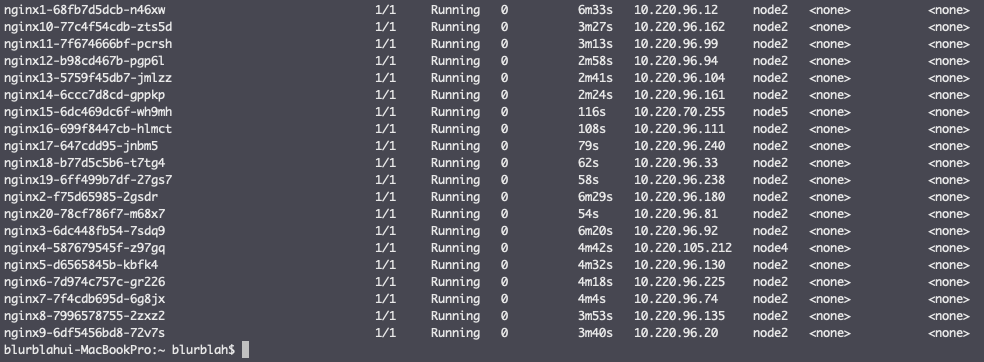 nginx1-68fb7d5dcb-n46xw 1/1 Running 0 6m33s 10.220.96.12 node2 <none> <none>
nginx10-77c4f54cdb-zts5d 1/1 Running 0 3m27s 10.220.96.162 node2 <none> <none>
nginx11-7f674666bf-pcrsh 1/1 Running 0 3m13s 10.220.96.99 node2 <none> <none>
nginx12-b98cd467b-pgp6l 1/1 Running 0 2m58s 10.220.96.94 node2 <none> <none>
nginx13-5759f45db7-jmlzz 1/1 Running 0 2m41s 10.220.96.104 node2 <none> <none>
nginx14-6ccc7d8cd-gppkp 1/1 Running 0 2m24s 10.220.96.161 node2 <none> <none>
nginx15-6dc469dc6f-wh9mh 1/1 Running 0 116s 10.220.70.255 node5 <none> <none>
nginx16-699f8447cb-hlmct 1/1 Running 0 108s 10.220.96.111 node2 <none> <none>
nginx17-647cdd95-jnbm5 1/1 Running 0 79s 10.220.96.240 node2 <none> <none>
nginx18-b77d5c5b6-t7tg4 1/1 Running 0 62s 10.220.96.33 node2 <none> <none>
nginx19-6ff499b7df-27gs7 1/1 Running 0 58s 10.220.96.238 node2 <none> <none>
nginx2-f75d65985-2gsdr 1/1 Running 0 6m29s 10.220.96.180 node2 <none> <none>
nginx20-78cf786f7-m68x7 1/1 Running 0 54s 10.220.96.81 node2 <none> <none>
nginx3-6dc448fb54-7sdq9 1/1 Running 0 6m20s 10.220.96.92 node2 <none> <none>
nginx4-587679545f-z97gq 1/1 Running 0 4m42s 10.220.105.212 node4 <none> <none>
nginx5-d6565845b-kbfk4 1/1 Running 0 4m32s 10.220.96.130 node2 <none> <none>
nginx6-7d974c757c-gr226 1/1 Running 0 4m18s 10.220.96.225 node2 <none> <none>
nginx7-7f4cdb695d-6g8jx 1/1 Running 0 4m4s 10.220.96.74 node2 <none> <none>
nginx8-7996578755-2zxz2 1/1 Running 0 3m53s 10.220.96.135 node2 <none> <none>
nginx9-6df5456bd8-72v7s 1/1 Running 0 3m40s 10.220.96.20 node2 <none> <none>
blurblahui-MacBookPro:~ blurblah$